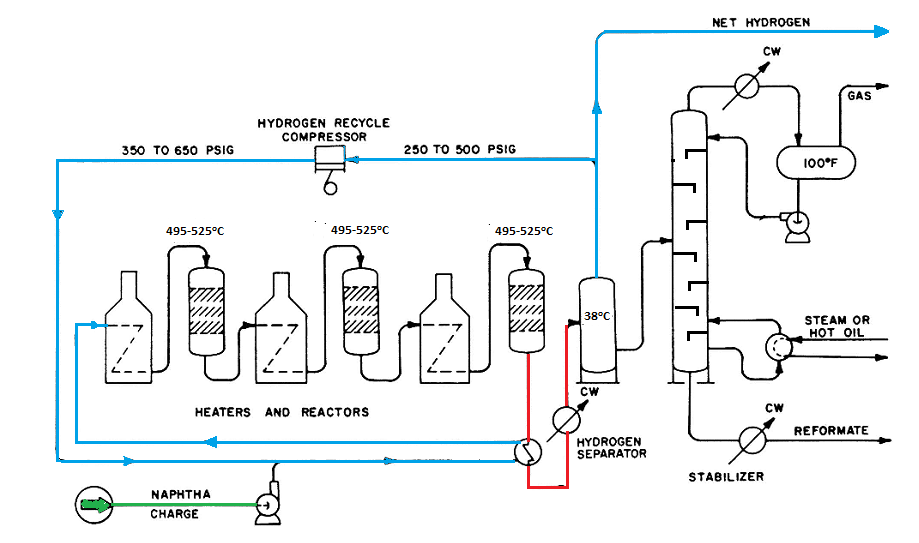 NET HYDROGEN
CW
GAS
HYDROGEN RECYCLE
COMPRESSOR
350 TO 650 PSIG
250 TO 500 PSIG
100°F
495-525°C
495-525°C
495-525°C
38°C
STEAM OR
HOT OIL
HEATERS AND REACTORS
CW
HYDROGEN
SEPARATOR
CW
REFORMATE
STABILIZER
NAPHTHA
CHARGE